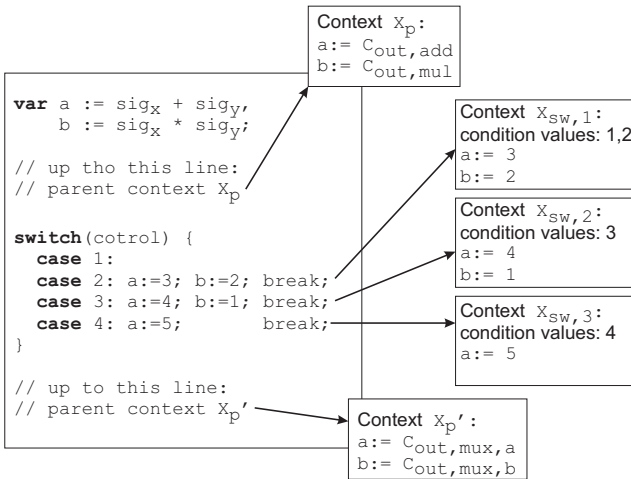 Context Xp:
a:= Cout,add
b:= Cout,mul
var a := sigx + sigy,
b := sigx * sigy;
// up tho this line:
// parent context Xp
switch(cotrol) {
case 1:
case 2: a:=3; b:=2; break;
case 3: a:=4; b:=1; break;
case 4: a:=5; break;
}
// up to this line:
// parent context Xp'
Context Xsw,1:
condition values: 1,2
a:= 3
b:= 2
Context Xsw,2:
condition values: 3
a:= 4
b:= 1
Context Xsw,3:
condition values: 4
a:= 5
Context Xp':
a:= Cout,mux,a
b:= Cout,mux,b